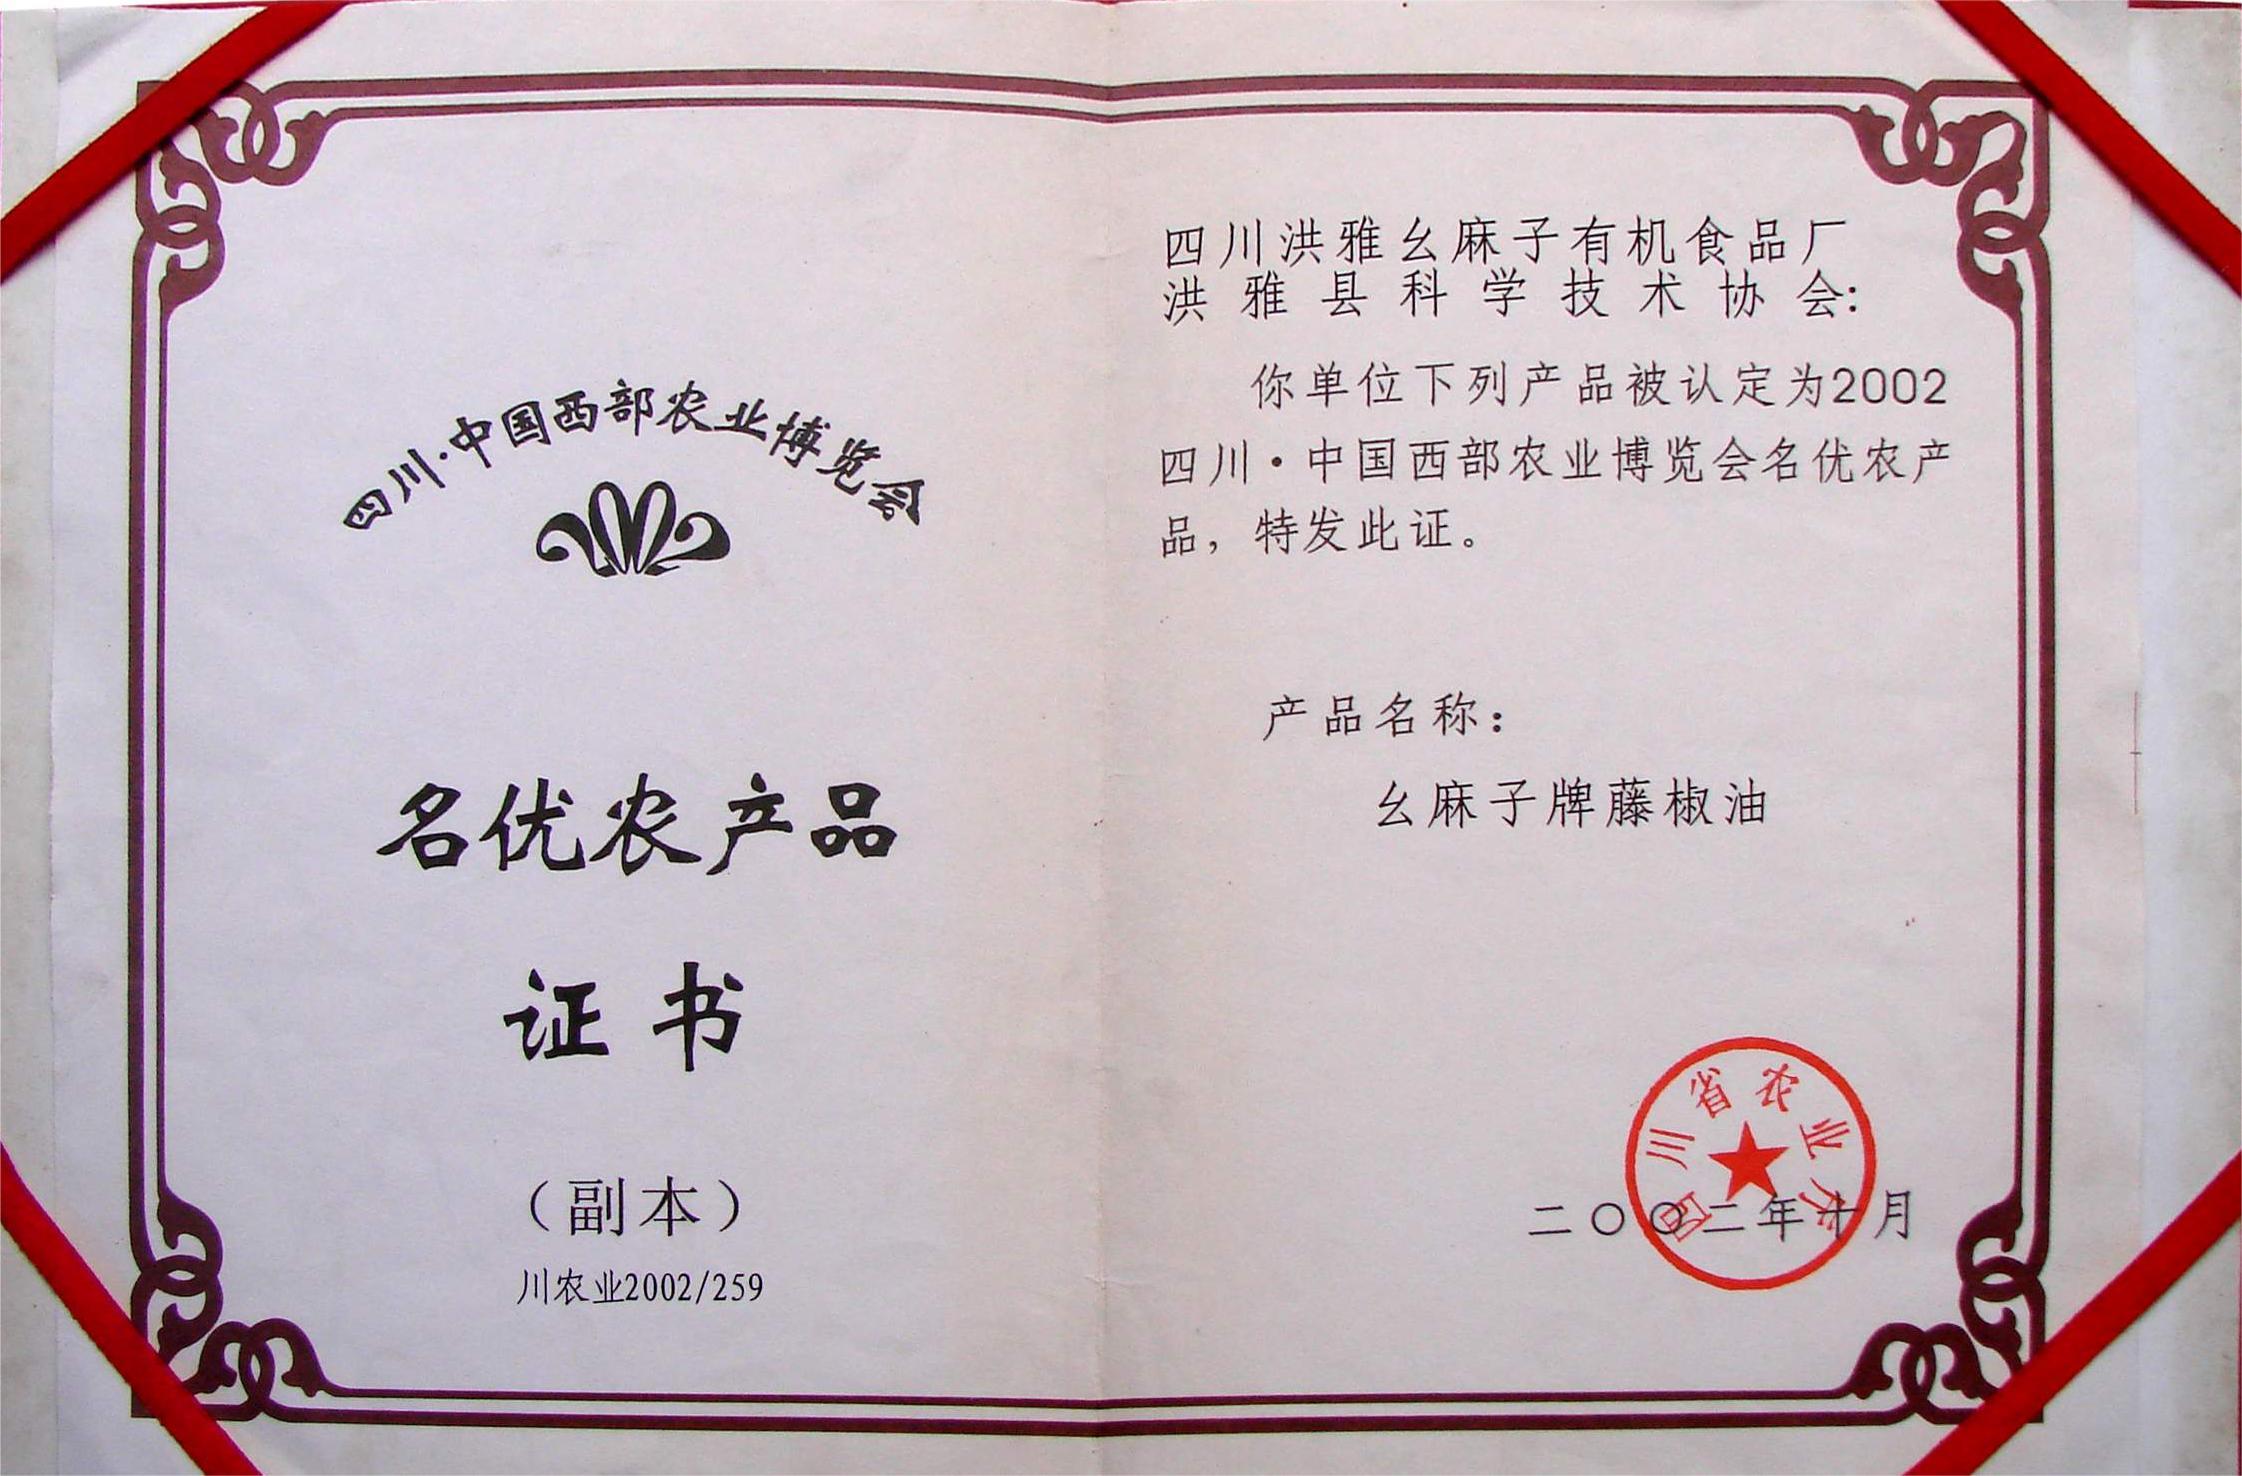 四川·中国西部农业博览会
名优农产品
证书
（副本）
川农业2002/259
四川洪雅幺麻子有机食品厂
洪雅县科学技术协会:
你单位下列产品被认定为2002
四川·中国西部农业博览会名优农产
品，特发此证。
产品名称：
幺麻子牌藤椒油
四川省农业厅
二〇〇二年十月